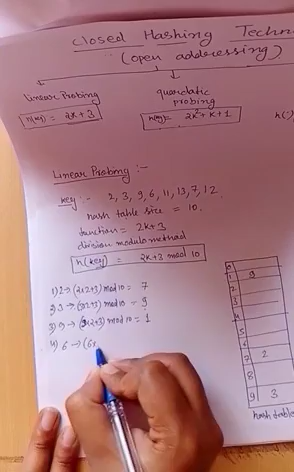 Closed Hashing Techn
(open addressing)
Linear Probing
quardatic probing
= 2k+3
= 2k²+k+1
h(
Linear Probing :-
key :- 2, 3, 9, 6, 11, 13, 7, 12
hash table size = 10.
function = 2k+3
division modulo method
h(key) = 2k+3 mod 10
1) 2 → (2×2+3) mod 10 = 7
2) 3 → (3×2+3) mod 10 = 9
3) 9 → (9×2+3) mod 10 = 1
4) 6 → (6×
0
1 9
2
3
4
5
6
7 2
8
9 3
hash table